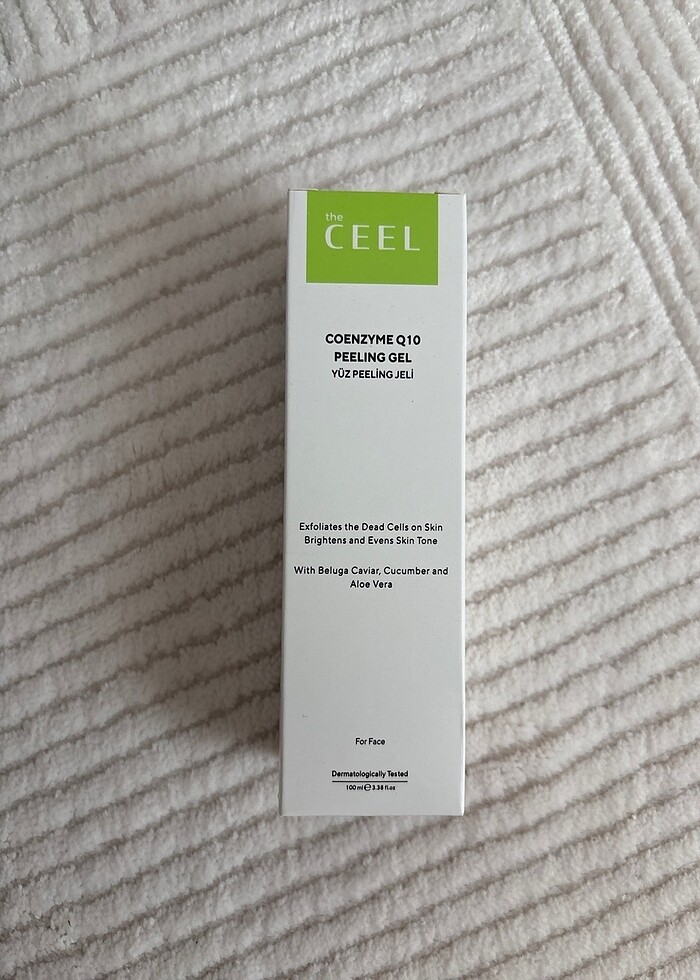 the
CEEL
COENZYME Q10
PEELING GEL
YÜZ PEELİNG JELİ
Exfoliates the Dead Cells on Skin
Brightens and Evens Skin Tone
With Beluga Caviar, Cucumber and
Aloe Vera
For Face
Dermatologically Tested
100 ml ℮ 3.38 fl.oz